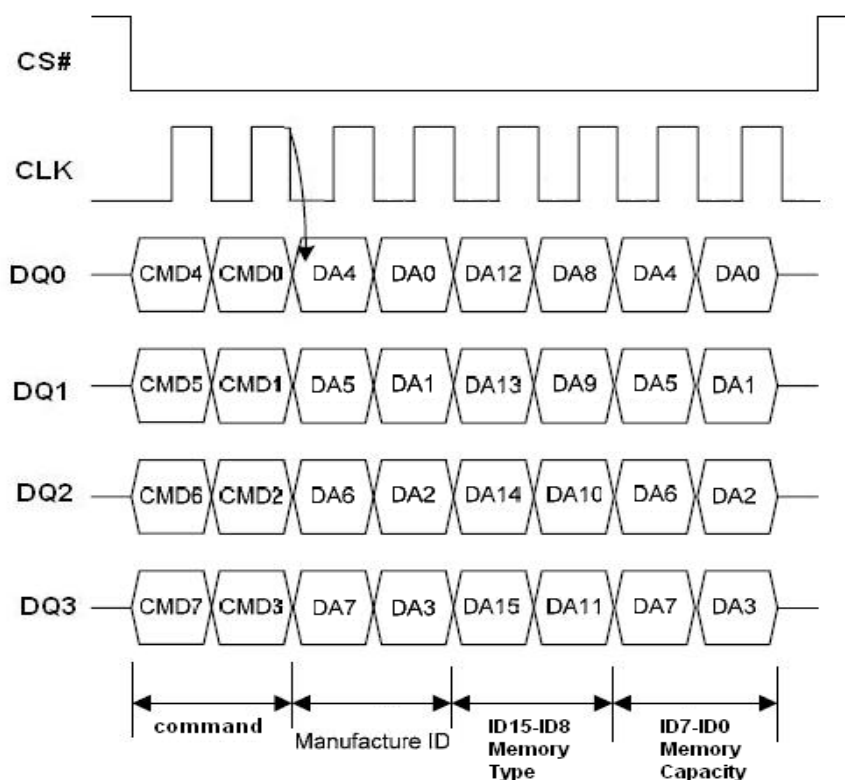 CS#
CLK
DQ0 CMD4 CMD0 DA4 DA0 DA12 DA8 DA4 DA0
DQ1 CMD5 CMD1 DA5 DA1 DA13 DA9 DA5 DA1
DQ2 CMD6 CMD2 DA6 DA2 DA14 DA10 DA6 DA2
DQ3 CMD7 CMD3 DA7 DA3 DA15 DA11 DA7 DA3
command
Manufacture ID
ID15-ID8
Memory
Type
ID7-ID0
Memory
Capacity